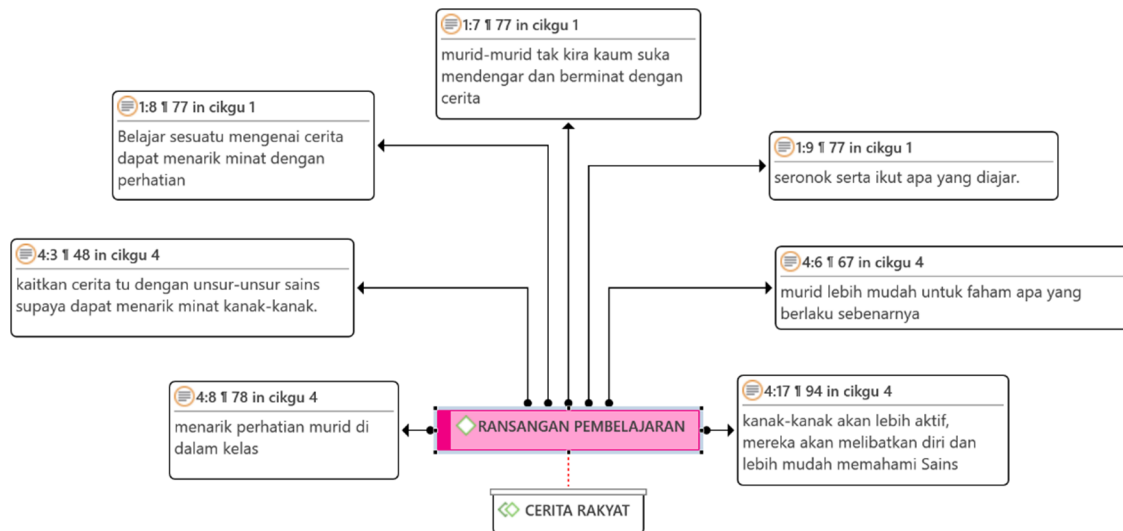 1:7 ¶ 77 in cikgu 1
murid-murid tak kira kaum suka
mendengar dan berminat dengan
cerita
1:8 ¶ 77 in cikgu 1
Belajar sesuatu mengenai cerita
dapat menarik minat dengan
perhatian
1:9 ¶ 77 in cikgu 1
seronok serta ikut apa yang diajar.
4:3 ¶ 48 in cikgu 4
kaitkan cerita tu dengan unsur-unsur sains
supaya dapat menarik minat kanak-kanak.
4:6 ¶ 67 in cikgu 4
murid lebih mudah untuk faham apa yang
berlaku sebenarnya
4:8 ¶ 78 in cikgu 4
menarik perhatian murid di
dalam kelas
4:17 ¶ 94 in cikgu 4
kanak-kanak akan lebih aktif,
mereka akan melibatkan diri dan
lebih mudah memahami Sains
RANSANGAN PEMBELAJARAN
CERITA RAKYAT